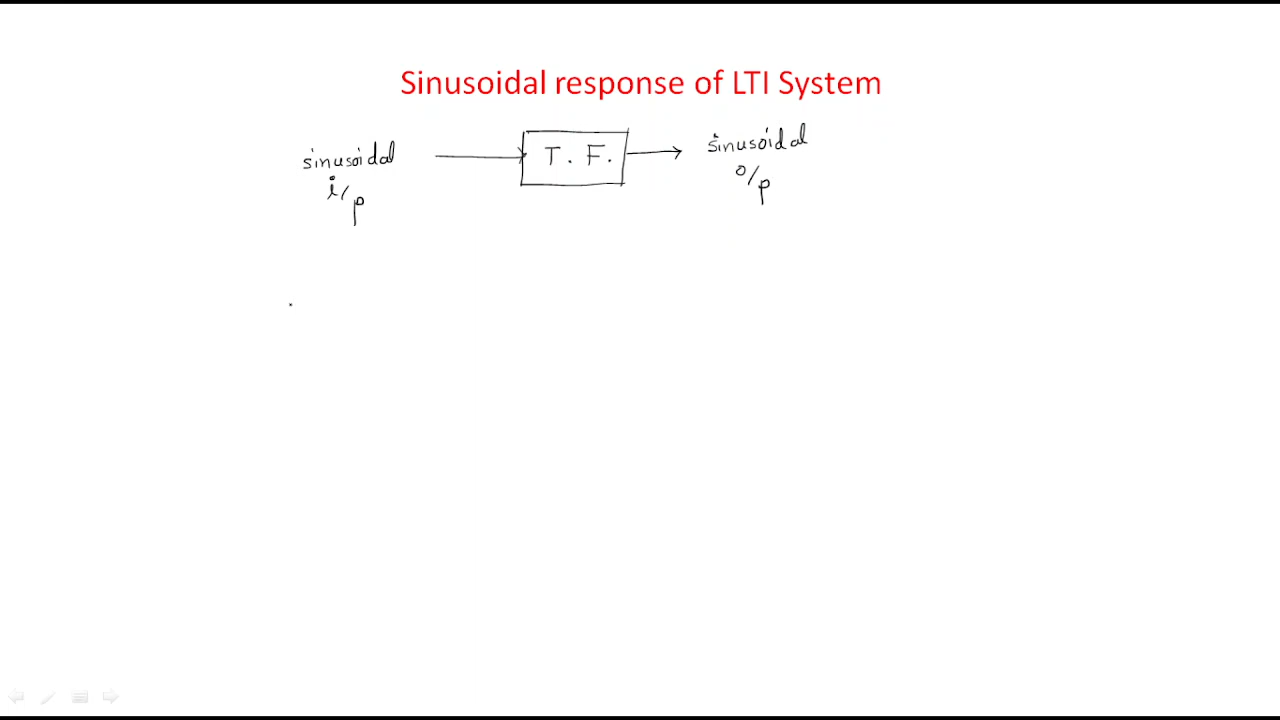 Sinusoidal response of LTI System
sinusoidal
i/p
T. F.
sinusoidal
o/p